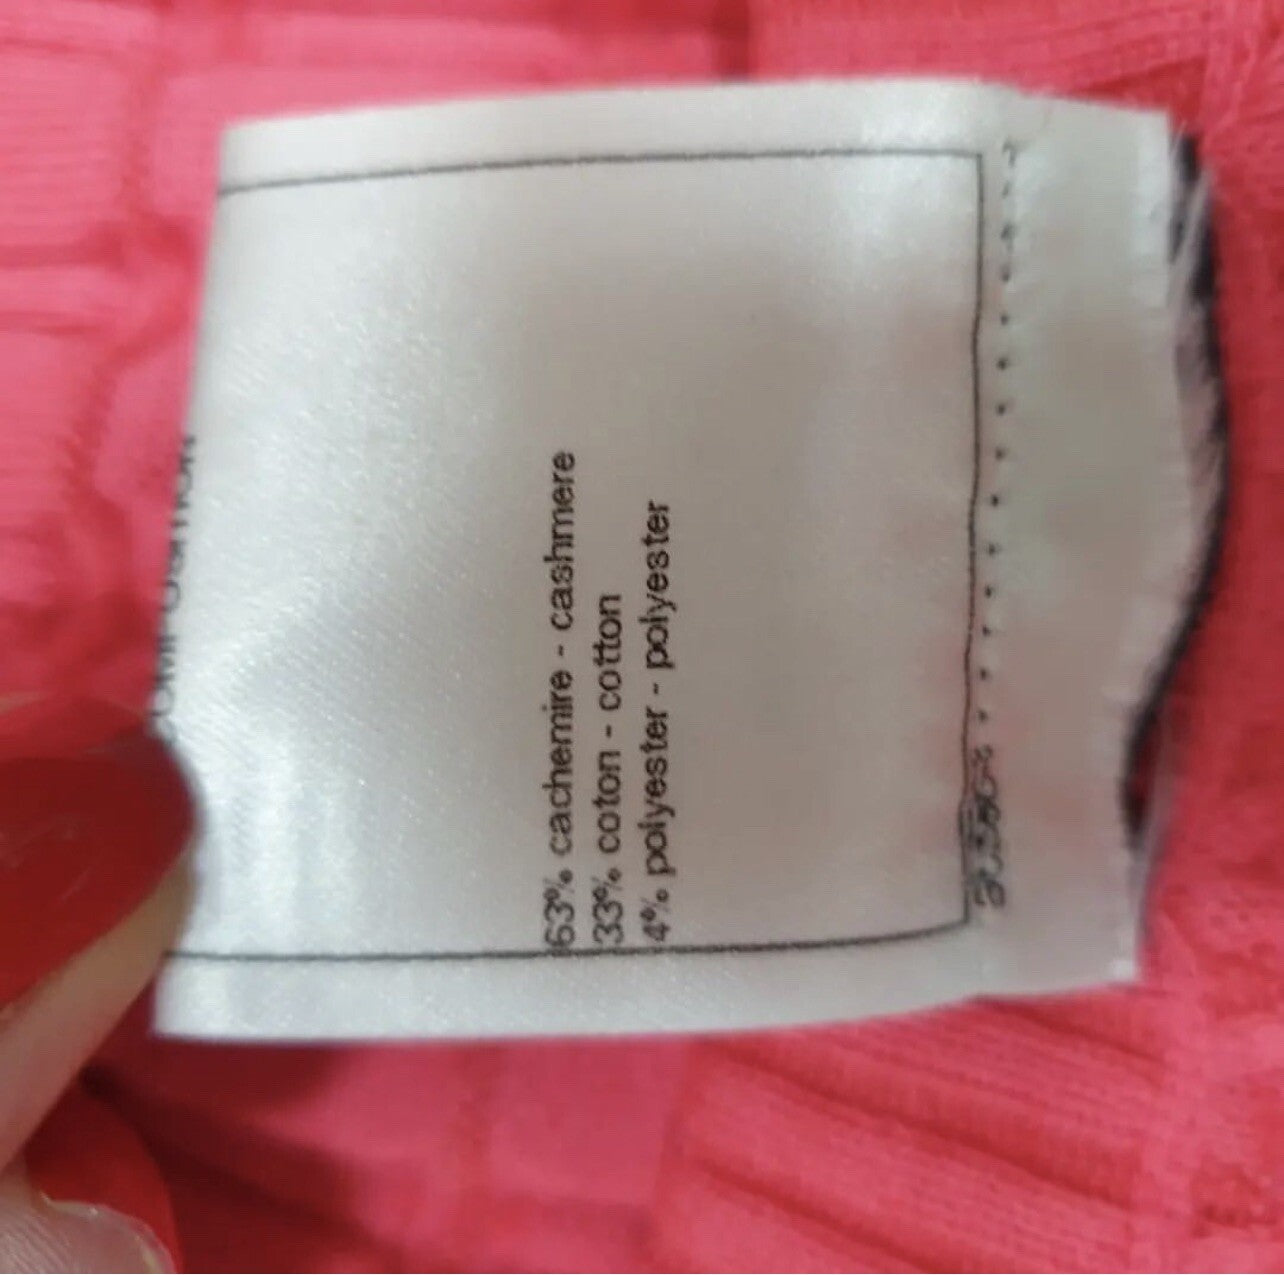 63% cachemire - cashmere
33% coton - cotton
4% polyester - polyester